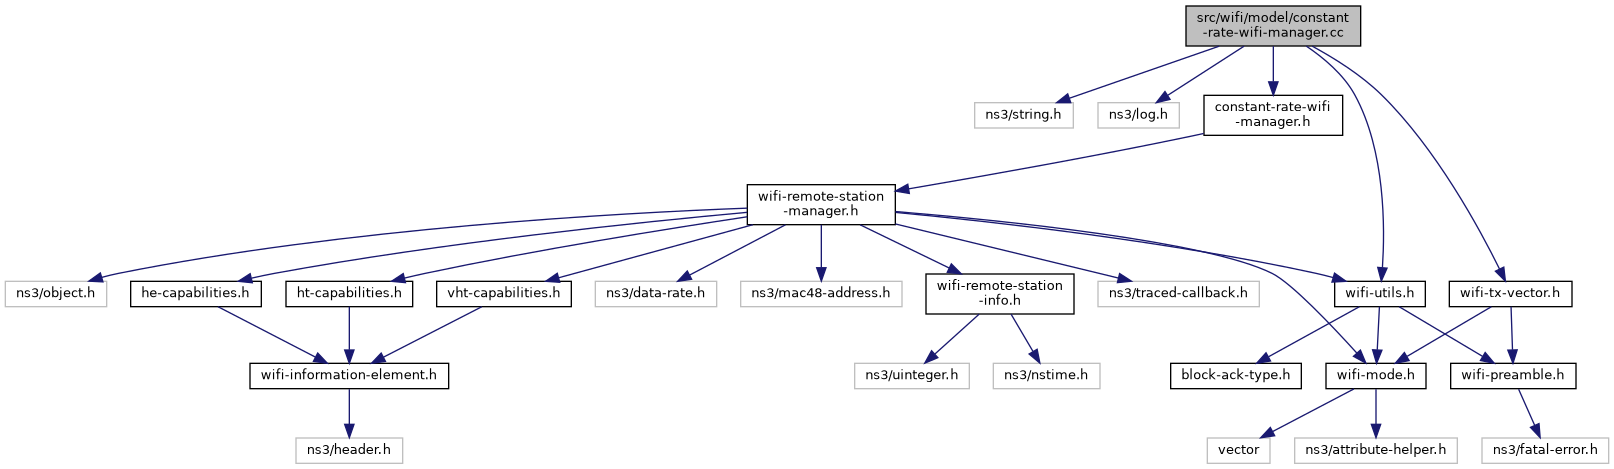 src/wifi/model/constant
-rate-wifi-manager.cc
ns3/string.h
ns3/log.h
constant-rate-wifi
-manager.h
wifi-remote-station
-manager.h
ns3/object.h
he-capabilities.h
ht-capabilities.h
vht-capabilities.h
ns3/data-rate.h
ns3/mac48-address.h
wifi-remote-station
-info.h
ns3/traced-callback.h
wifi-utils.h
wifi-tx-vector.h
wifi-information-element.h
ns3/uinteger.h
ns3/nstime.h
block-ack-type.h
wifi-mode.h
wifi-preamble.h
ns3/header.h
vector
ns3/attribute-helper.h
ns3/fatal-error.h